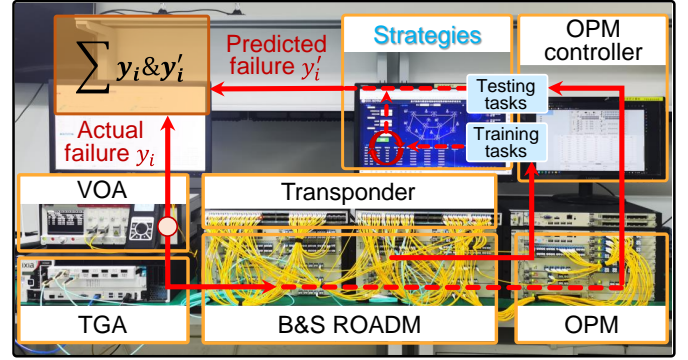 ∑ yᵢ&y′ᵢ
Predicted
failure y′ᵢ
Strategies
OPM
controller
Testing
tasks
Training
tasks
Actual
failure yᵢ
VOA
Transponder
TGA
B&S ROADM
OPM